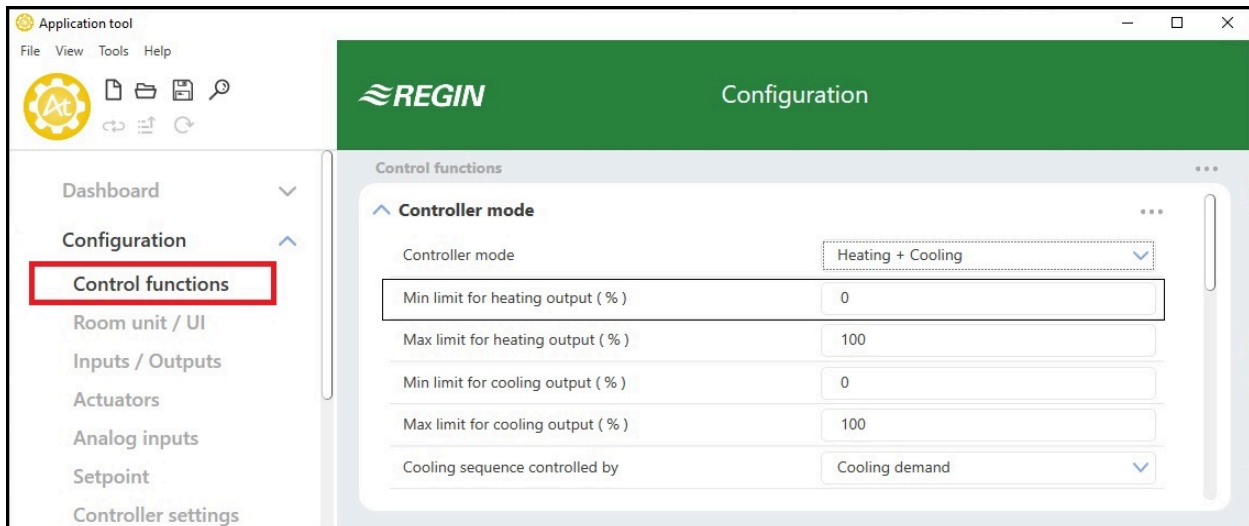 Application tool
File View Tools Help
At
REGIN
Configuration
Dashboard
Configuration
Control functions
Room unit / UI
Inputs / Outputs
Actuators
Analog inputs
Setpoint
Controller settings
Control functions
Controller mode
Controller mode Heating + Cooling
Min limit for heating output ( % ) 0
Max limit for heating output ( % ) 100
Min limit for cooling output ( % ) 0
Max limit for cooling output ( % ) 100
Cooling sequence controlled by Cooling demand